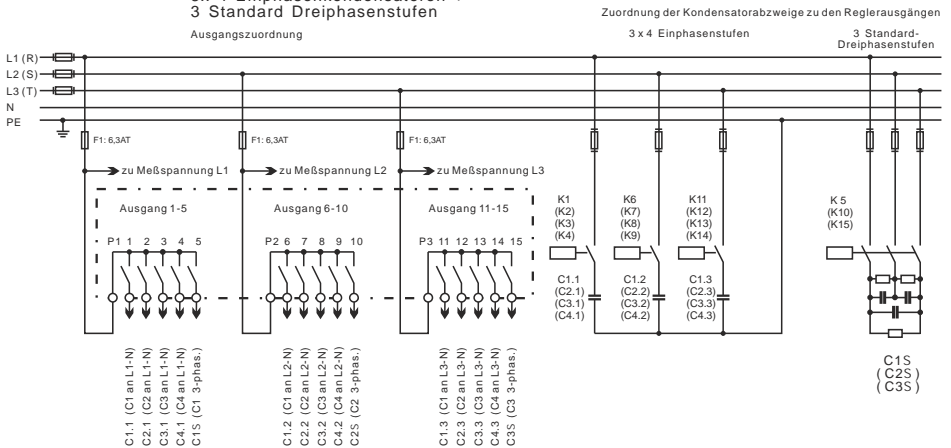 3 Standard Dreiphasenstufen
Zuordnung der Kondensatorabzweige zu den Reglerausgängen
Ausgangszuordnung
3 x 4 Einphasenstufen
3 Standard-
Dreiphasenstufen
L1 (R)
L2 (S)
L3 (T)
N
PE
F1: 6,3AT
F1: 6,3AT
F1: 6,3AT
zu Meßspannung L1
zu Meßspannung L2
zu Meßspannung L3
Ausgang 1-5
Ausgang 6-10
Ausgang 11-15
P1 1 2 3 4 5
P2 6 7 8 9 10
P3 11 12 13 14 15
K1
(K2)
(K3)
(K4)
K6
(K7)
(K8)
(K9)
K11
(K12)
(K13)
(K14)
K 5
(K10)
(K15)
C1.1
(C2.1)
(C3.1)
(C4.1)
C1.2
(C2.2)
(C3.2)
(C4.2)
C1.3
(C2.3)
(C3.3)
(C4.3)
C1S
(C2S)
(C3S)
C1.1 (C1 an L1-N)
C2.1 (C2 an L1-N)
C3.1 (C3 an L1-N)
C4.1 (C4 an L1-N)
C1S (C1 3-phas.)
C1.2 (C1 an L2-N)
C2.2 (C2 an L2-N)
C3.2 (C3 an L2-N)
C4.2 (C4 an L2-N)
C2S (C2 3-phas.)
C1.3 (C1 an L3-N)
C2.3 (C2 an L3-N)
C3.3 (C3 an L3-N)
C4.3 (C4 an L3-N)
C3S (C3 3-phas.)